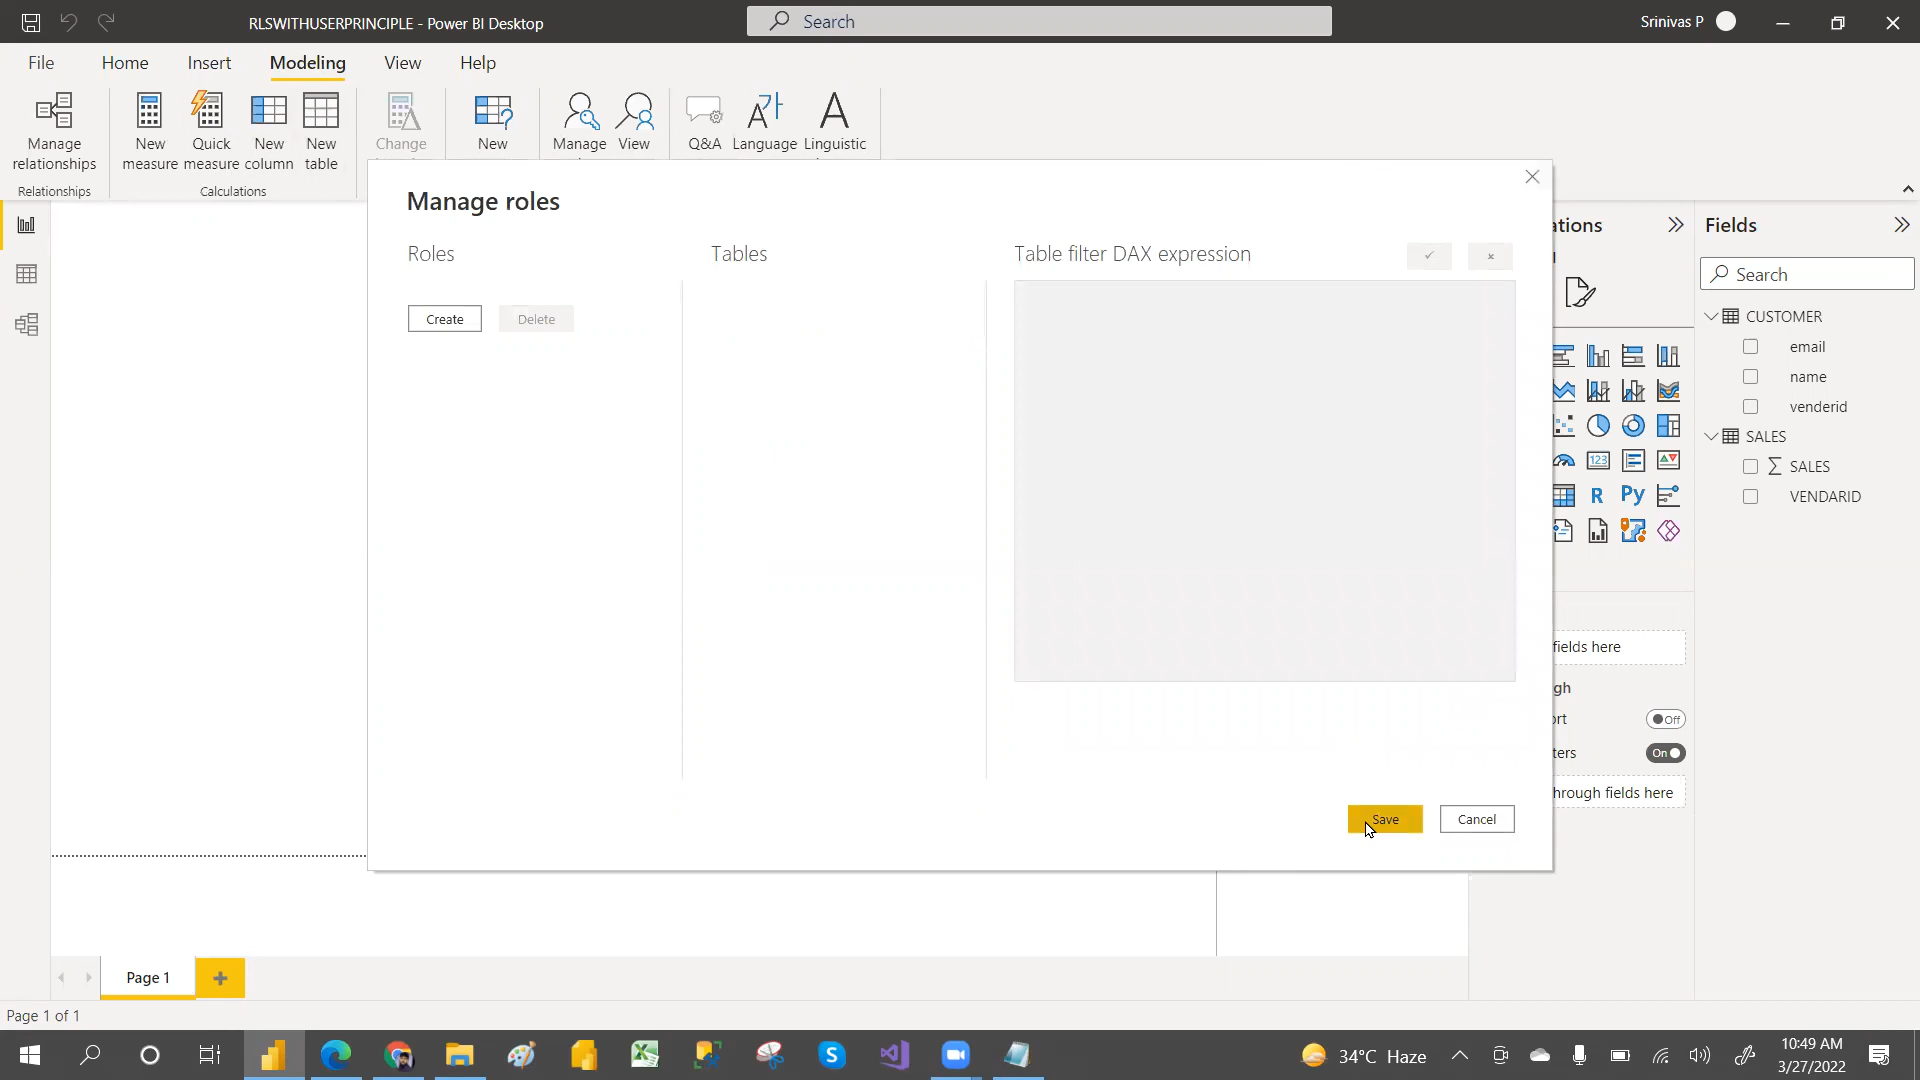 RLSWITHUSERPRINCIPLE - Power BI Desktop
Search
Srinivas P
File
Home
Insert
Modeling
View
Help
Manage
relationships
New
measure
Quick
measure
New
column
New
table
Change
New
Manage
View
Q&A
Language
Linguistic
Relationships
Calculations
Manage roles
Roles
Tables
Table filter DAX expression
Create
Delete
Save
Cancel
ations
Fields
Search
CUSTOMER
email
name
venderid
SALES
SALES
VENDARID
123
R
Py
fields here
gh
ort
Off
ters
On
hrough fields here
Page 1
Page 1 of 1
34°C Haze
10:49 AM
3/27/2022